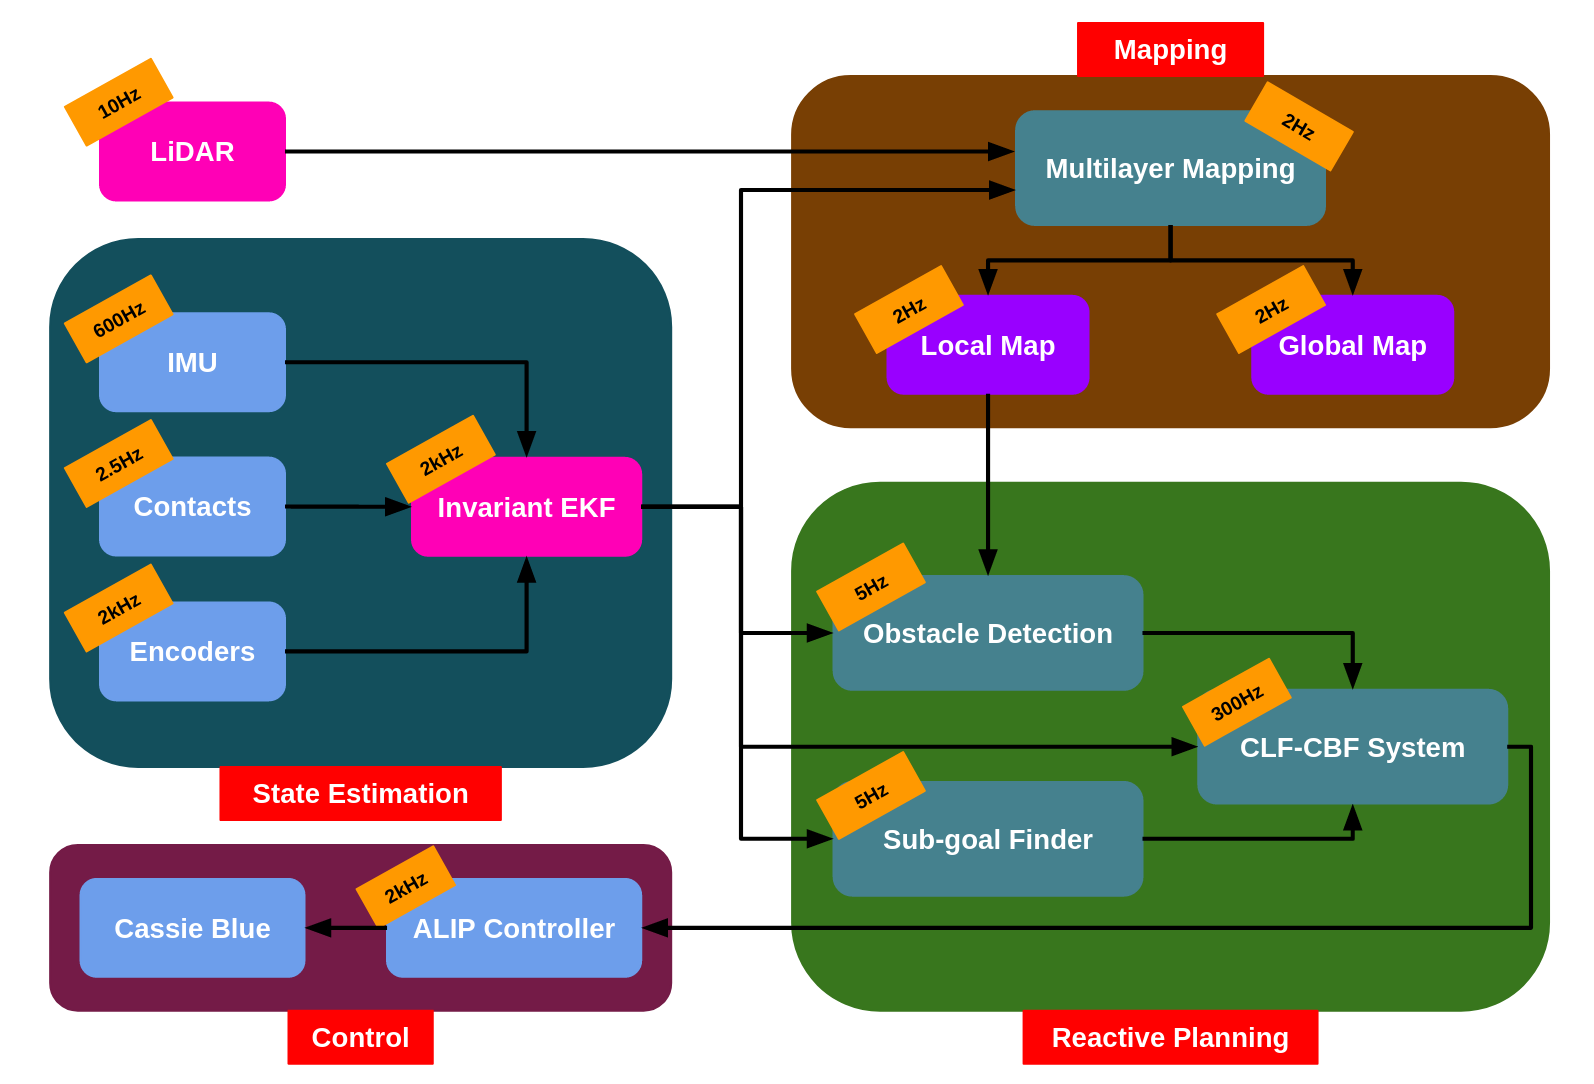 Mapping
10Hz
LiDAR
2Hz
Multilayer Mapping
600Hz
IMU
2.5Hz
Contacts
2kHz
Encoders
2kHz
Invariant EKF
State Estimation
2Hz
Local Map
2Hz
Global Map
5Hz
Obstacle Detection
300Hz
CLF-CBF System
5Hz
Sub-goal Finder
Reactive Planning
Cassie Blue
2kHz
ALIP Controller
Control